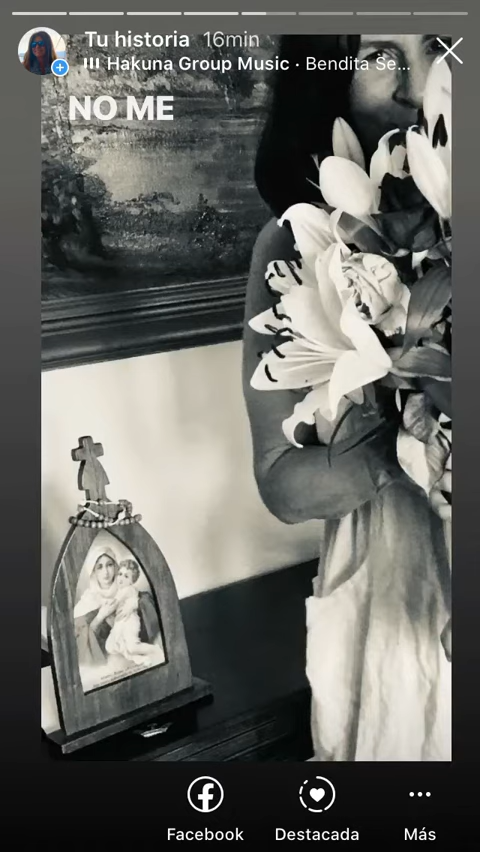 Tu historia 16min
Hakuna Group Music · Bendita Se...
NO ME
Facebook
Destacada
Más